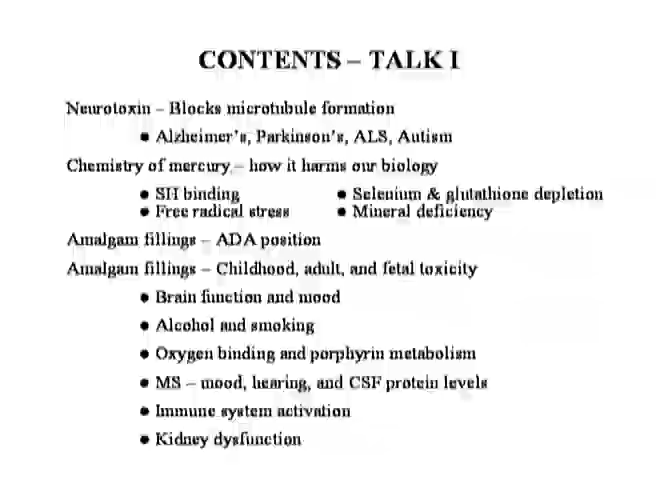 CONTENTS – TALK I
Neurotoxin – Blocks microtubule formation
● Alzheimer's, Parkinson's, ALS, Autism
Chemistry of mercury – how it harms our biology
● SH binding ● Selenium & glutathione depletion
● Free radical stress ● Mineral deficiency
Amalgam fillings – ADA position
Amalgam fillings – Childhood, adult, and fetal toxicity
● Brain function and mood
● Alcohol and smoking
● Oxygen binding and porphyrin metabolism
● MS – mood, hearing, and CSF protein levels
● Immune system activation
● Kidney dysfunction